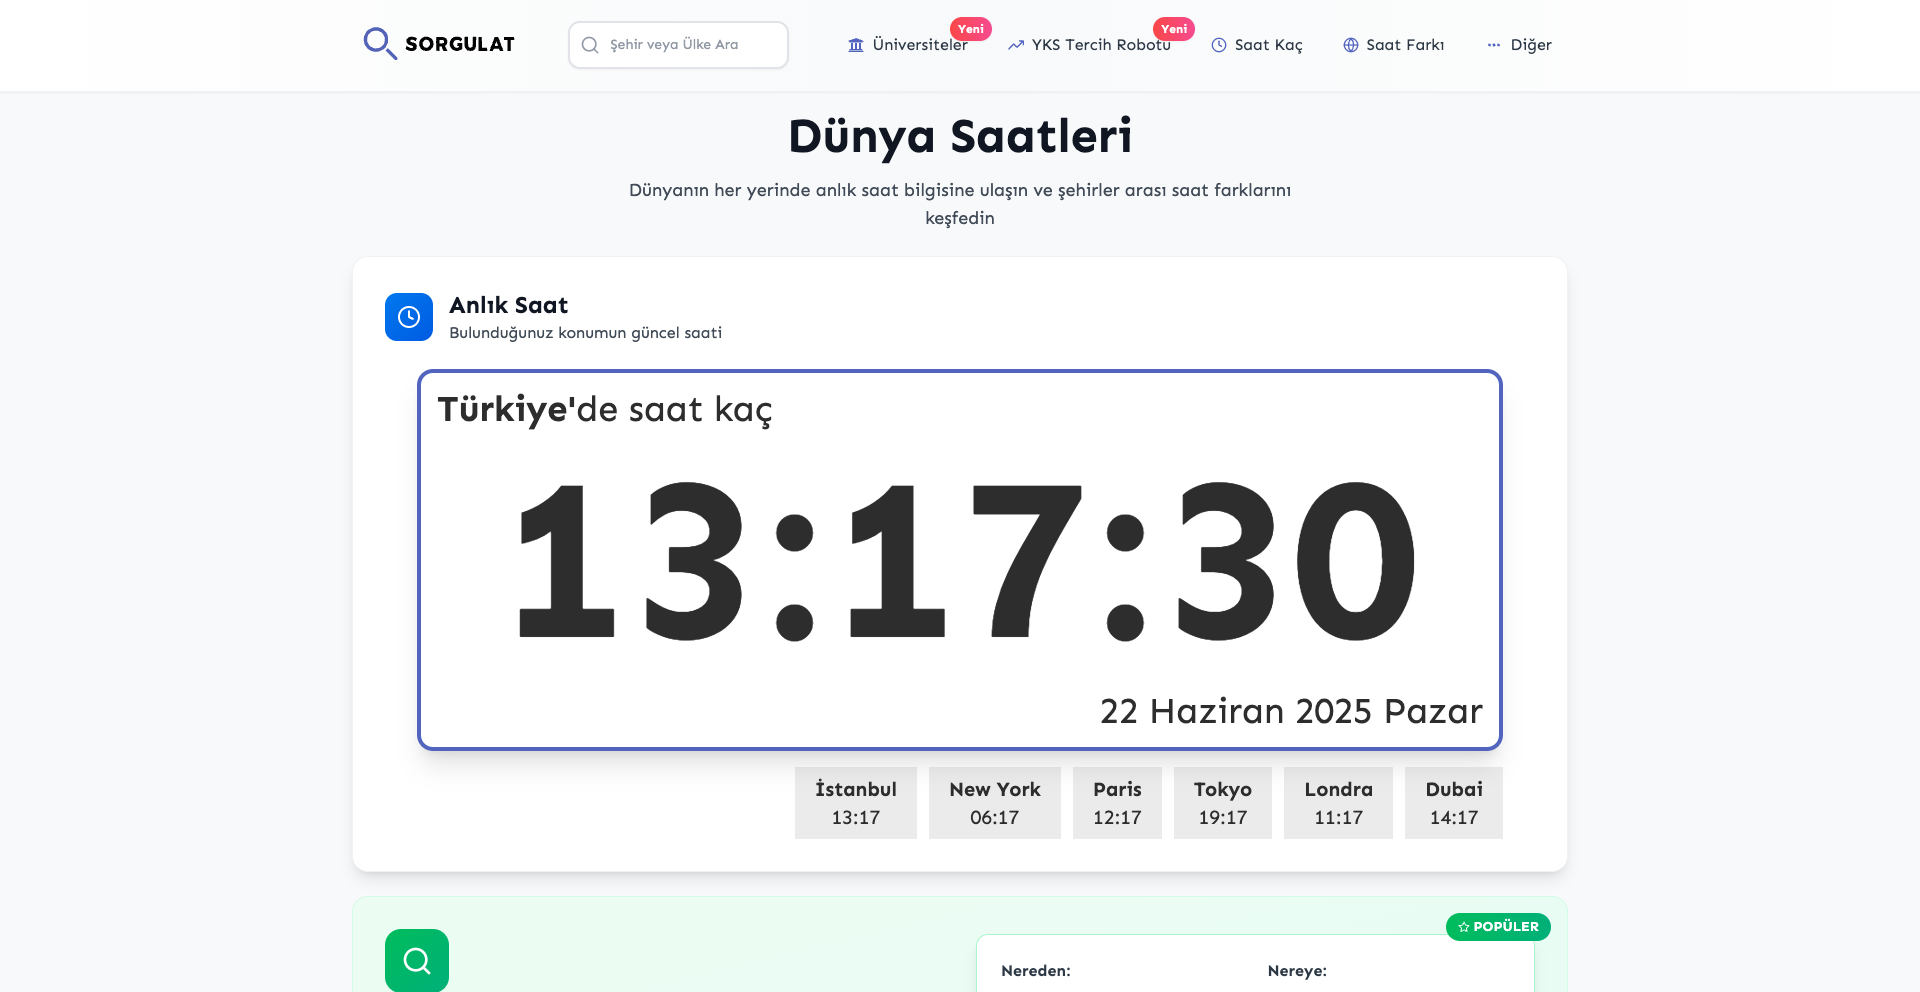 SORGULAT
Şehir veya Ülke Ara
Üniversiteler
Yeni
YKS Tercih Robotu
Yeni
Saat Kaç
Saat Farkı
Diğer
Dünya Saatleri
Dünyanın her yerinde anlık saat bilgisine ulaşın ve şehirler arası saat farklarını
keşfedin
Anlık Saat
Bulunduğunuz konumun güncel saati
Türkiye'de saat kaç
13:17:30
22 Haziran 2025 Pazar
İstanbul
13:17
New York
06:17
Paris
12:17
Tokyo
19:17
Londra
11:17
Dubai
14:17
POPÜLER
Nereden:
Nereye: